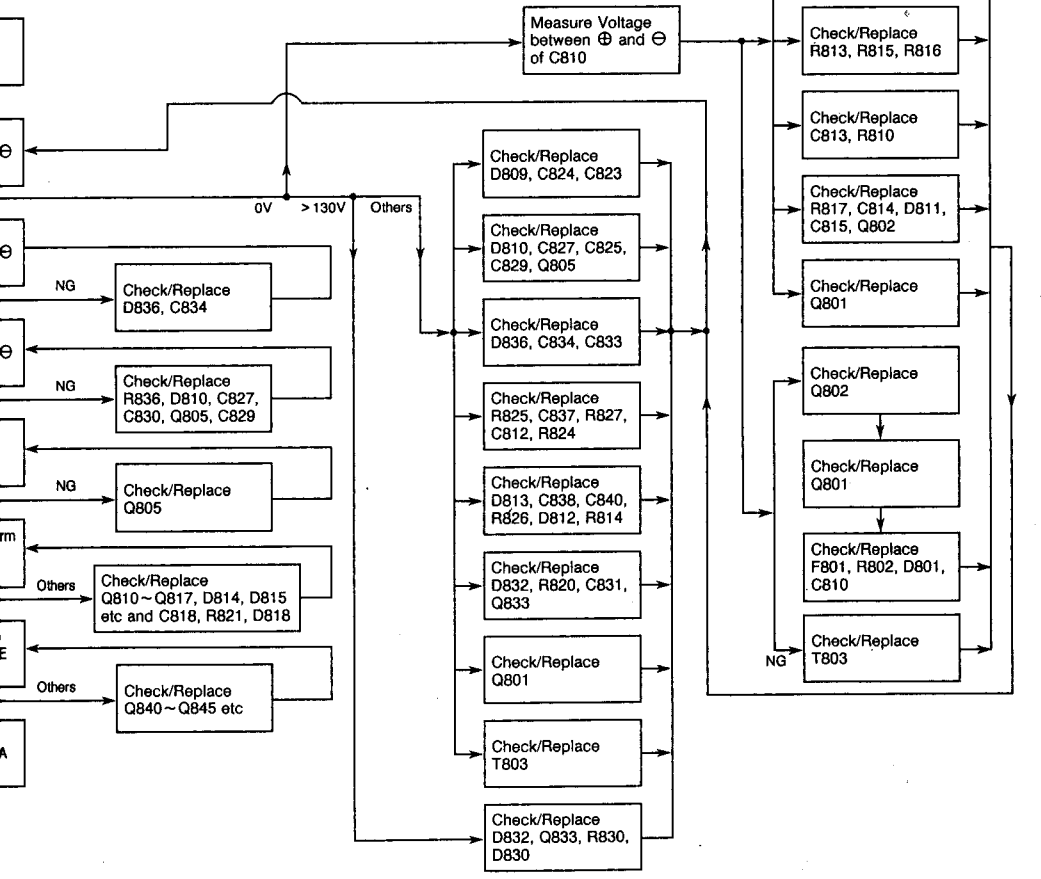 Measure Voltage
between ⊕ and ⊖
of C810
Check/Replace
R813, R815, R816
Check/Replace
C813, R810
Check/Replace
R817, C814, D811,
C815, Q802
Check/Replace
Q801
Check/Replace
Q802
Check/Replace
Q801
Check/Replace
F801, R802, D801,
C810
NG
Check/Replace
T803
⊖
0V
>130V
Others
Check/Replace
D809, C824, C823
Check/Replace
D810, C827, C825,
C829, Q805
Check/Replace
D836, C834, C833
Check/Replace
R825, C837, R827,
C812, R824
Check/Replace
D813, C838, C840,
R826, D812, R814
Check/Replace
D832, R820, C831,
Q833
Check/Replace
Q801
Check/Replace
T803
Check/Replace
D832, Q833, R830,
D830
⊖
NG
Check/Replace
D836, C834
⊖
NG
Check/Replace
R836, D810, C827,
C830, Q805, C829
NG
Check/Replace
Q805
rm
Others
Check/Replace
Q810~Q817, D814, D815
etc and C818, R821, D818
E
Others
Check/Replace
Q840~Q845 etc
A